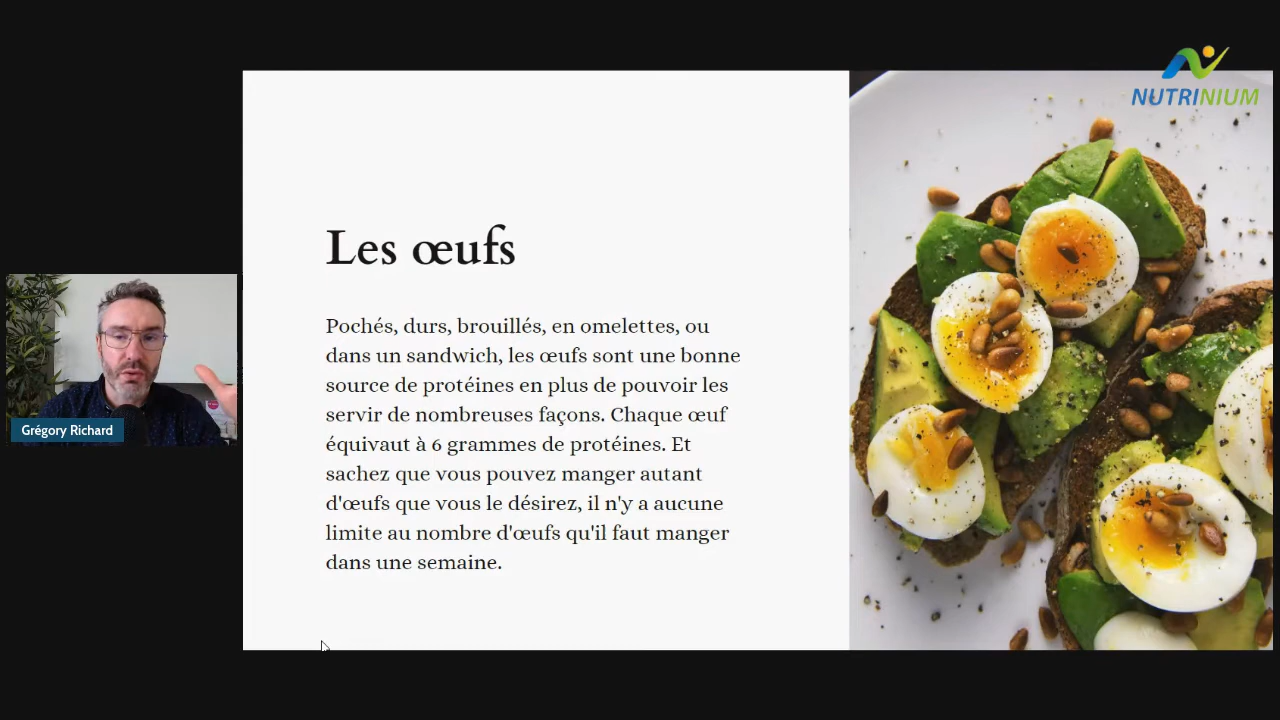 NUTRINIUM
Les œufs
Pochés, durs, brouillés, en omelettes, ou
dans un sandwich, les œufs sont une bonne
source de protéines en plus de pouvoir les
servir de nombreuses façons. Chaque œuf
équivaut à 6 grammes de protéines. Et
sachez que vous pouvez manger autant
d'œufs que vous le désirez, il n'y a aucune
limite au nombre d'œufs qu'il faut manger
dans une semaine.
Grégory Richard